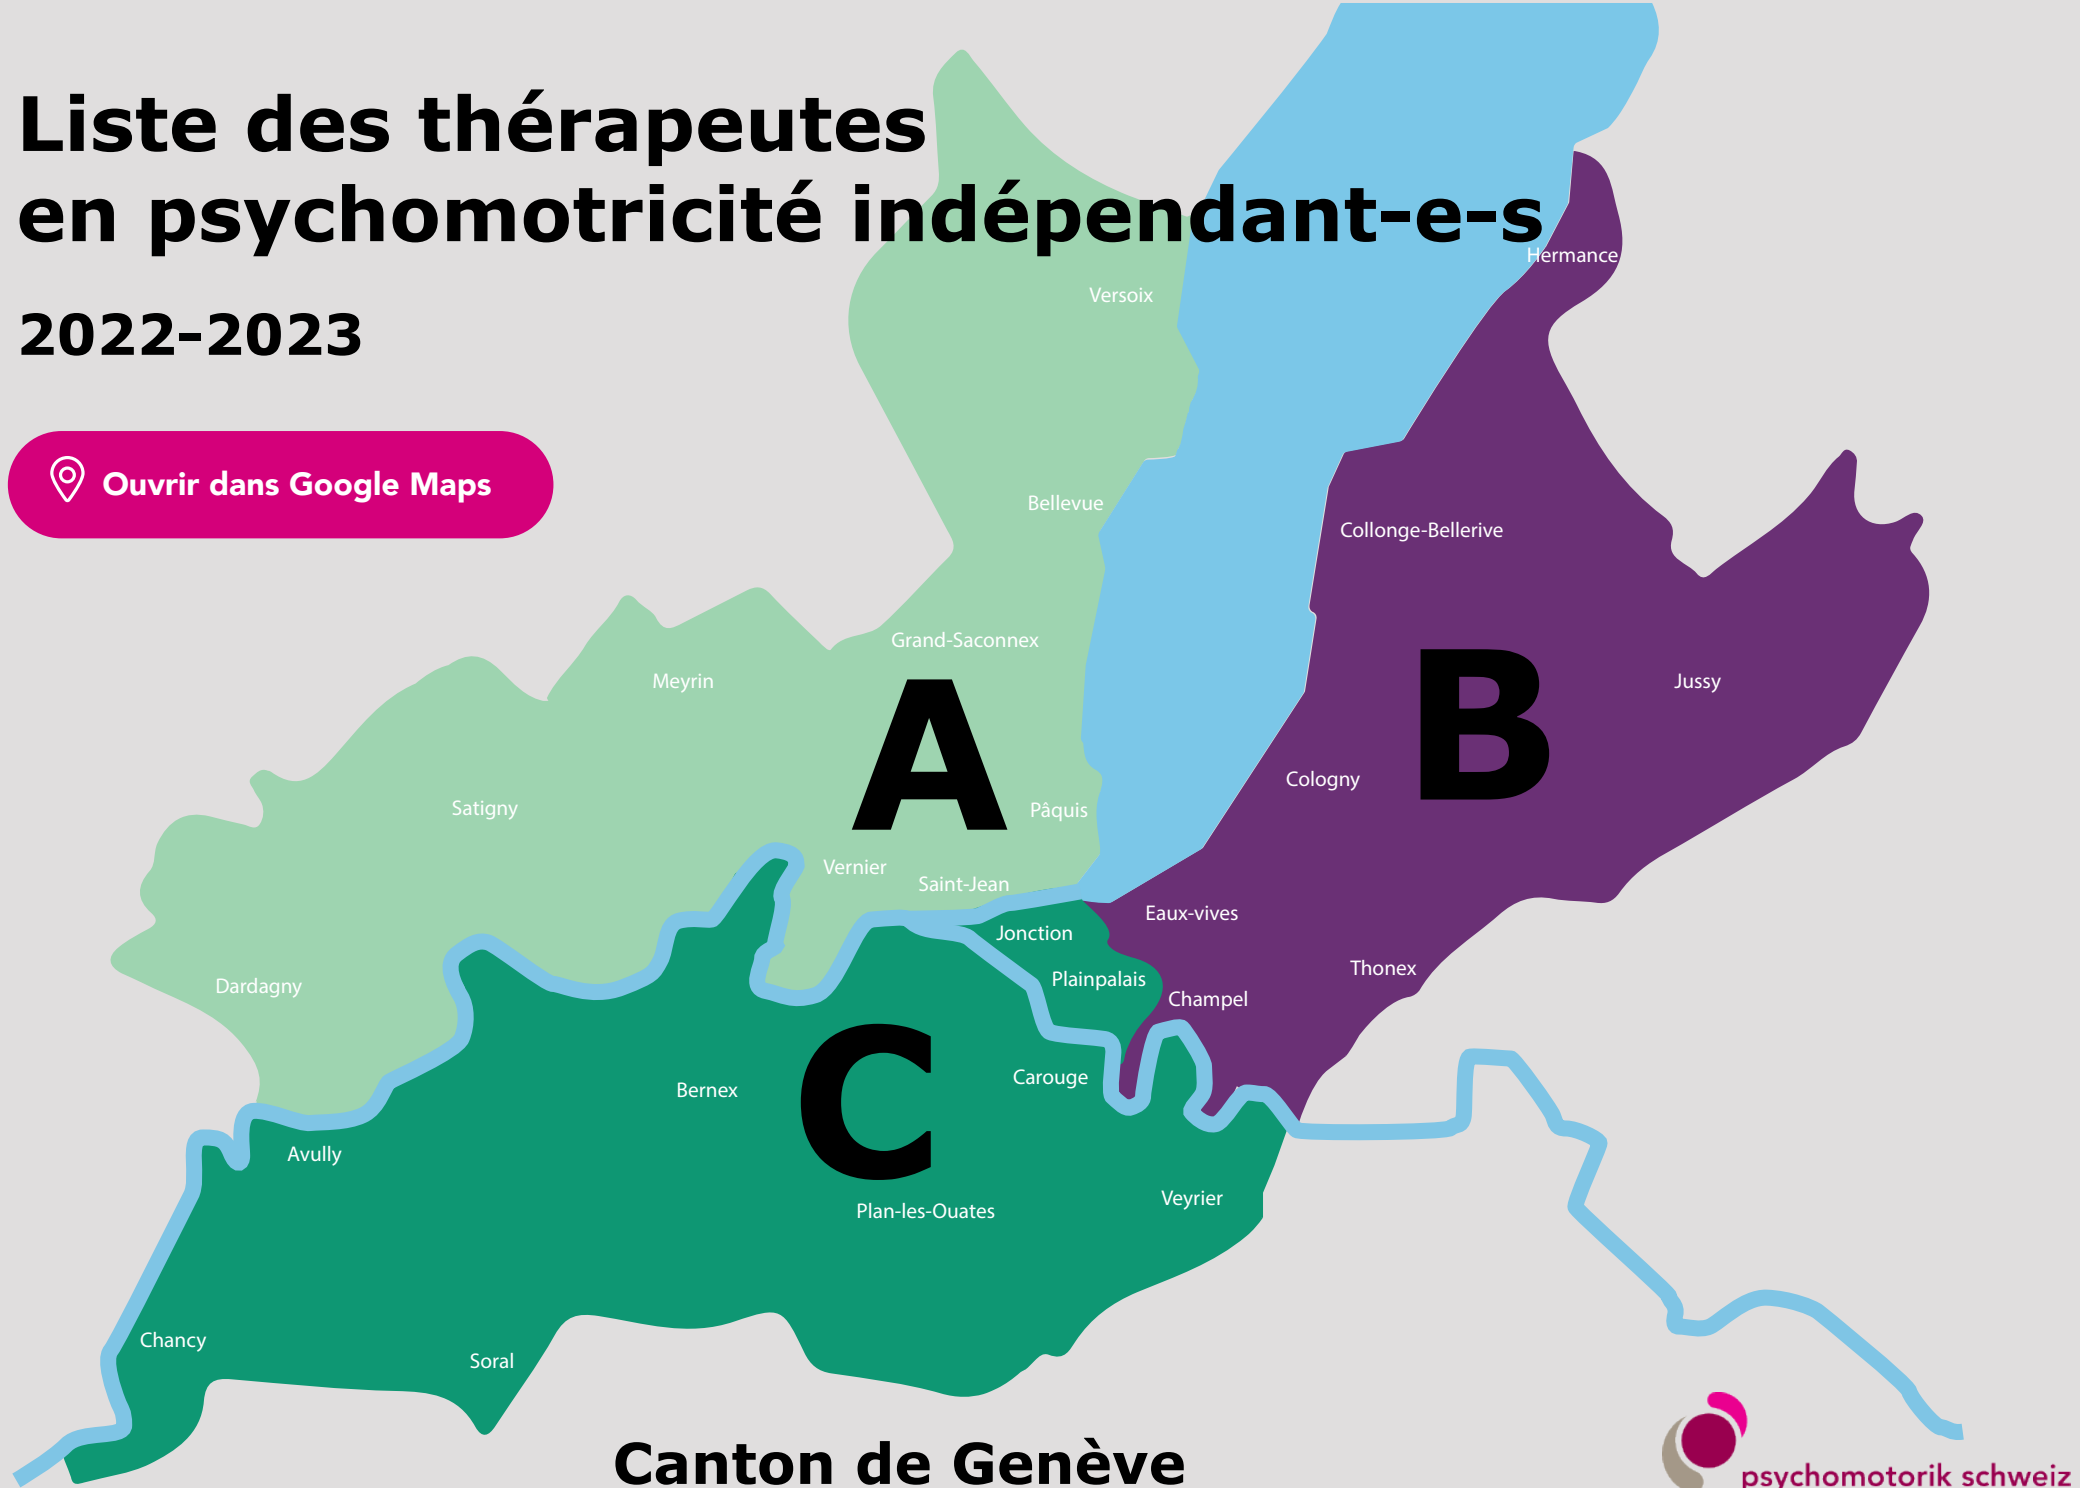 Liste des thérapeutes
en psychomotricité indépendant-e-s
2022-2023
Ouvrir dans Google Maps
Hermance
Versoix
Bellevue
Collonge-Bellerive
Grand-Saconnex
Meyrin
A
B
Jussy
Cologny
Satigny
Pâquis
Vernier
Saint-Jean
Eaux-vives
Jonction
Thonex
Plainpalais
Dardagny
Champel
Carouge
Bernex
C
Avully
Veyrier
Plan-les-Ouates
Chancy
Soral
Canton de Genève
psychomotorik schweiz